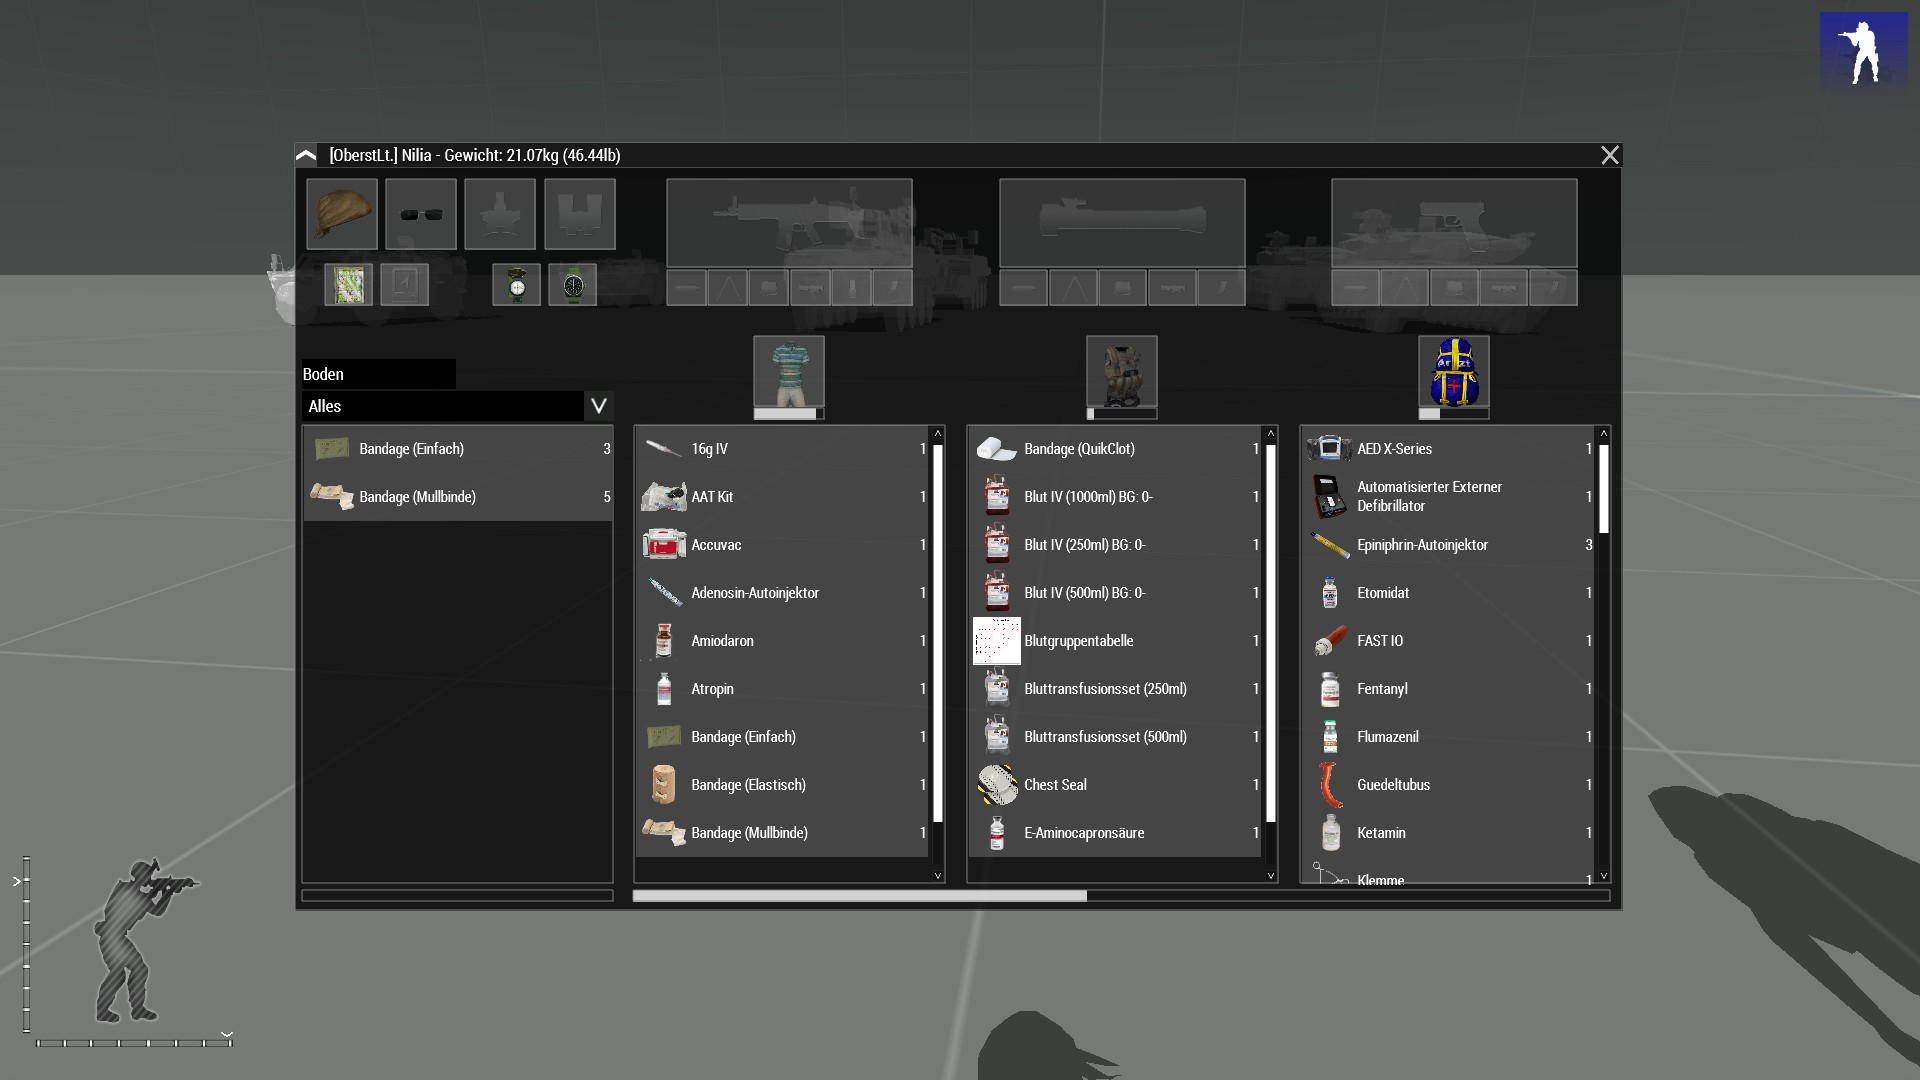 [OberstLt.] Nilia - Gewicht: 21.07kg (46.44lb)
Boden
Alles
Bandage (Einfach) 3
Bandage (Mullbinde) 5
16g IV 1
AAT Kit 1
Accuvac 1
Adenosin-Autoinjektor 1
Amiodaron 1
Atropin 1
Bandage (Einfach) 1
Bandage (Elastisch) 1
Bandage (Mullbinde) 1
Bandage (QuikClot) 1
Blut IV (1000ml) BG: 0- 1
Blut IV (250ml) BG: 0- 1
Blut IV (500ml) BG: 0- 1
Blutgruppentabelle 1
Bluttransfusionsset (250ml) 1
Bluttransfusionsset (500ml) 1
Chest Seal 1
E-Aminocapronsäure 1
Arzt
AED X-Series 1
Automatisierter Externer
Defibrillator 1
Epiniphrin-Autoinjektor 3
Etomidat 1
FAST IO 1
Fentanyl 1
Flumazenil 1
Guedeltubus 1
Ketamin 1
Klemme 1